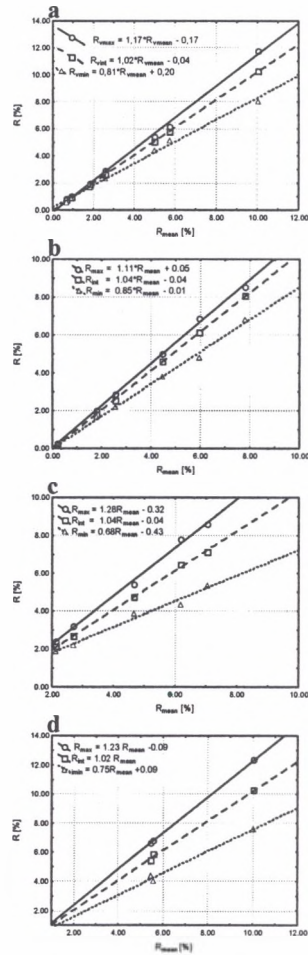 a
R [%]
14.00
12.00
10.00
8.00
6.00
4.00
2.00
0.00
Rvmax = 1,17*Rvmean - 0,17
Rvint = 1,02*Rvmean - 0,04
Rvmin = 0,81*Rvmean + 0,20
0.00 2.00 4.00 6.00 8.00 10.00 12.00
Rmean [%]
b
R [%]
10.00
8.00
6.00
4.00
2.00
0.00
Rmax = 1.11*Rmean + 0.05
Rint = 1.04*Rmean - 0.04
Rmin = 0.85*Rmean - 0.01
0.00 2.00 4.00 6.00 8.00 10.00
Rmean [%]
c
R [%]
10.00
8.00
6.00
4.00
2.00
0.00
Rmax = 1.28Rmean - 0.32
Rint = 1.04Rmean - 0.04
Rmin = 0.68Rmean - 0.43
2.00 4.00 6.00 8.00 10.00
Rmean [%]
d
R [%]
14.00
12.00
10.00
8.00
6.00
4.00
2.00
Rmax = 1.23 Rmean -0.09
Rint = 1.02 Rmean
= 0.75Rmean +0.09
2.00 4.00 6.00 8.00 10.00 12.00
Rmean [%]